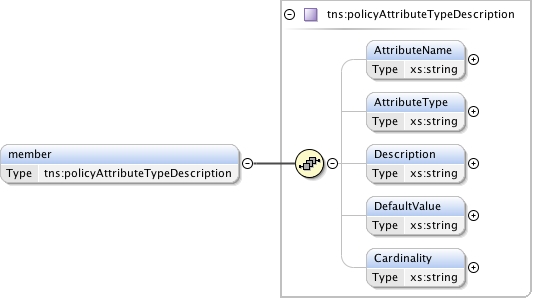 tns:policyAttributeTypeDescription
AttributeName
Type xs:string
AttributeType
Type xs:string
member
Type tns:policyAttributeTypeDescription
Description
Type xs:string
DefaultValue
Type xs:string
Cardinality
Type xs:string